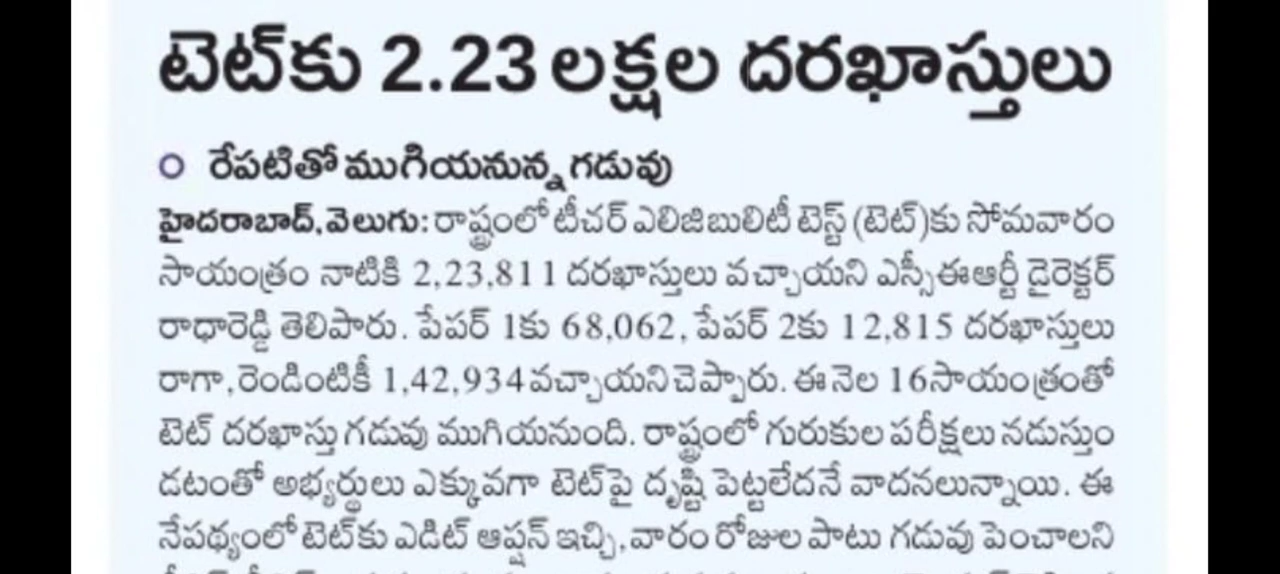 టెట్‌కు 2.23 లక్షల దరఖాస్తులు
○ రేపటితో ముగియనున్న గడువు
హైదరాబాద్, వెలుగు: రాష్ట్రంలో టీచర్ ఎలిజిబులిటీ టెస్ట్ (టెట్)కు సోమవారం
సాయంత్రం నాటికి 2,23,811 దరఖాస్తులు వచ్చాయని ఎస్సీఈఆర్టీ డైరెక్టర్
రాధారెడ్డి తెలిపారు. పేపర్ 1కు 68,062, పేపర్ 2కు 12,815 దరఖాస్తులు
రాగా, రెండింటికీ 1,42,934 వచ్చాయని చెప్పారు. ఈ నెల 16 సాయంత్రంతో
టెట్ దరఖాస్తు గడువు ముగియనుంది. రాష్ట్రంలో గురుకుల పరీక్షలు నడుస్తుం
డటంతో అభ్యర్థులు ఎక్కువగా టెట్‌పై దృష్టి పెట్టలేదనే వాదనలున్నాయి. ఈ
నేపథ్యంలో టెట్‌కు ఎడిట్ ఆప్షన్ ఇచ్చి, వారం రోజుల పాటు గడువు పెంచాలని